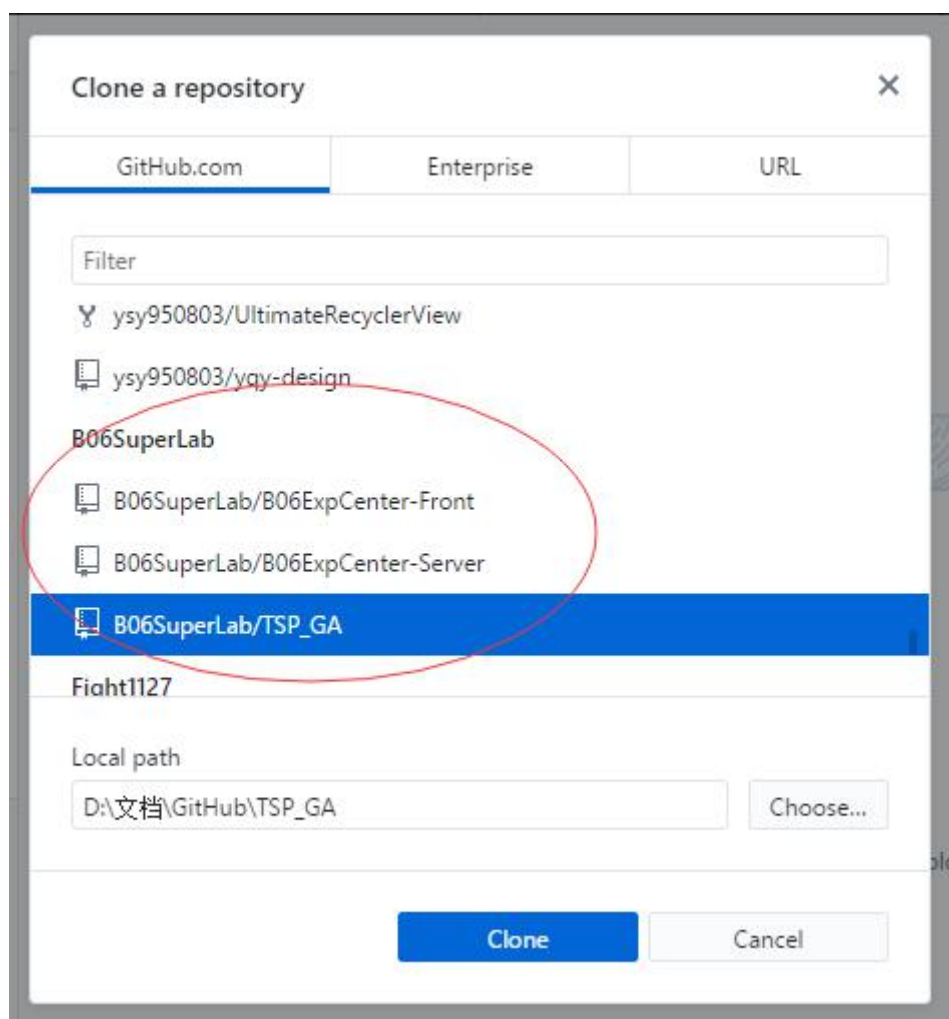 Clone a repository
GitHub.com Enterprise URL
Filter
ysy950803/UltimateRecyclerView
ysy950803/yqy-design
B06SuperLab
B06SuperLab/B06ExpCenter-Front
B06SuperLab/B06ExpCenter-Server
B06SuperLab/TSP_GA
Fight1127
Local path
D:\文档\GitHub\TSP_GA
Choose...
Clone Cancel